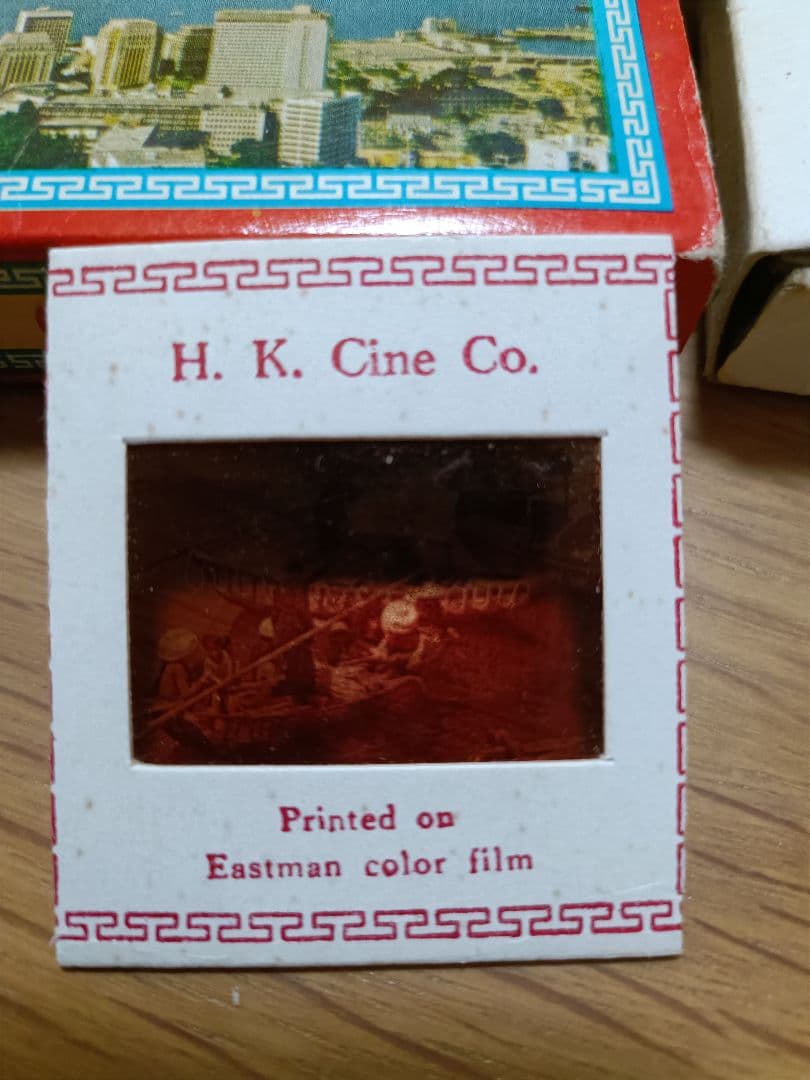 H. K. Cine Co.
Printed on
Eastman color film